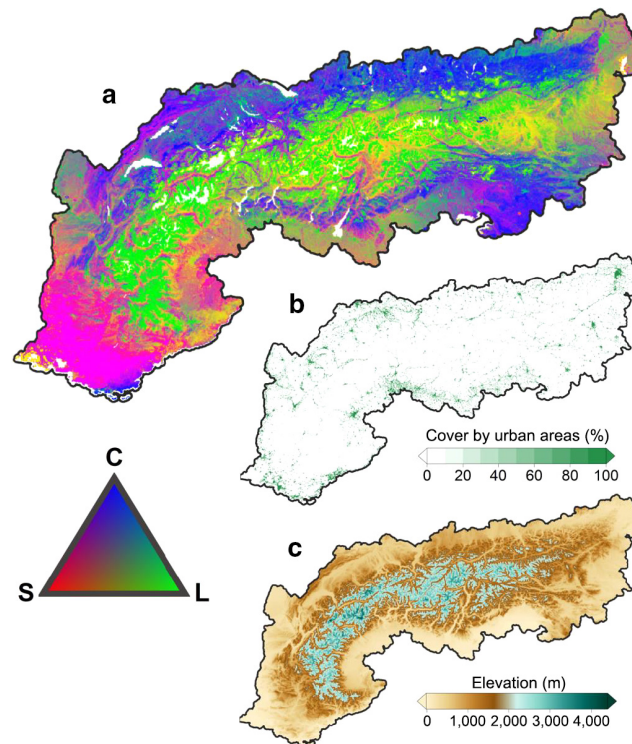 a
b
Cover by urban areas (%)
0 20 40 60 80 100
C
S L
c
Elevation (m)
0 1,000 2,000 3,000 4,000